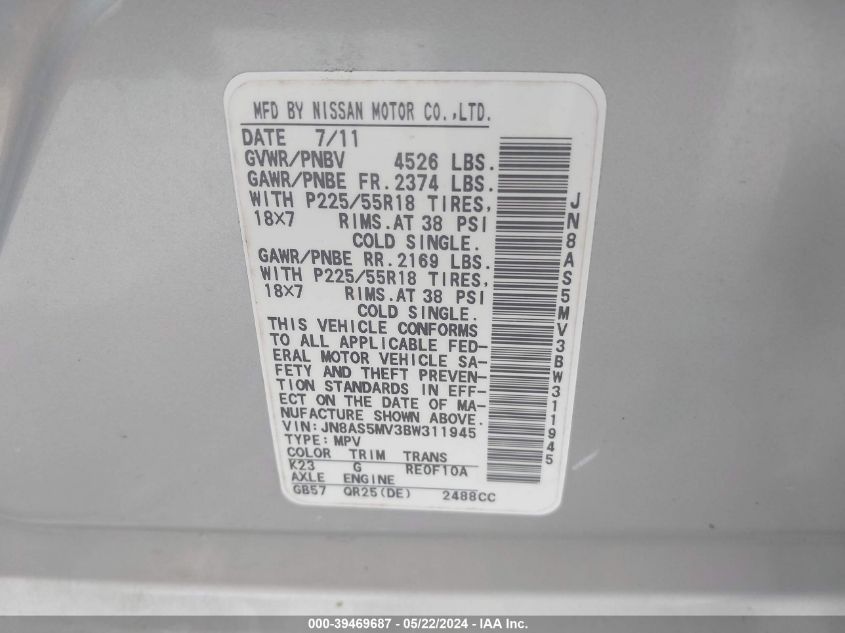 MFD BY NISSAN MOTOR CO.,LTD.
DATE 7/11
GVWR/PNBV 4526 LBS.
GAWR/PNBE FR. 2374 LBS.
WITH P225/55R18 TIRES,
18×7 RIMS.AT 38 PSI
COLD SINGLE.
GAWR/PNBE RR. 2169 LBS.
WITH P225/55R18 TIRES,
18×7 RIMS.AT 38 PSI
COLD SINGLE.
THIS VEHICLE CONFORMS
TO ALL APPLICABLE FED-
ERAL MOTOR VEHICLE SA-
FETY AND THEFT PREVEN-
TION STANDARDS IN EFF-
ECT ON THE DATE OF MA-
NUFACTURE SHOWN ABOVE.
VIN: JN8AS5MV3BW311945
TYPE: MPV
COLOR TRIM TRANS
K23 G RE0F10A
AXLE ENGINE
GB57 QR25(DE) 2488CC
JN8AS5MV3BW311945
000-39469687 - 05/22/2024 - IAA Inc.